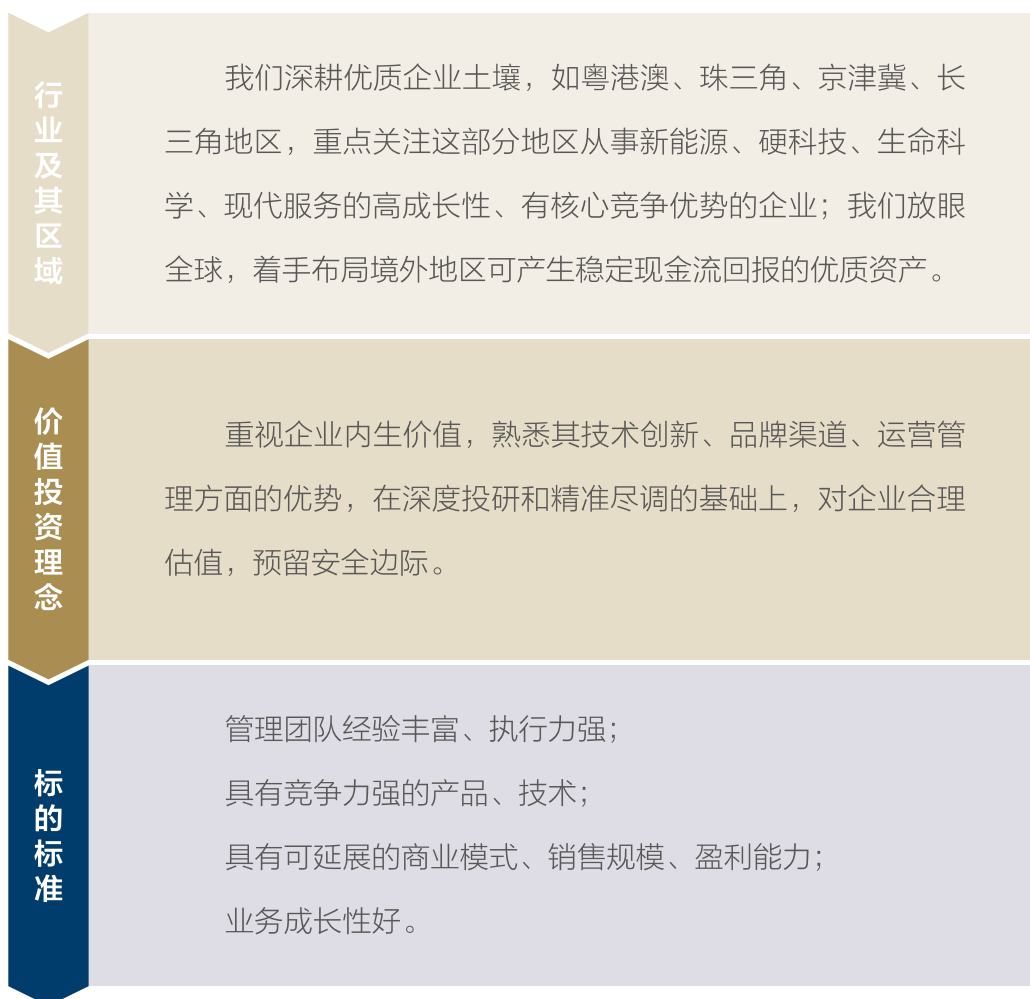 行业及其区域
我们深耕优质企业土壤，如粤港澳、珠三角、京津冀、长
三角地区，重点关注这部分地区从事新能源、硬科技、生命科
学、现代服务的高成长性、有核心竞争优势的企业；我们放眼
全球，着手布局境外地区可产生稳定现金流回报的优质资产。
价值投资理念
重视企业内生价值，熟悉其技术创新、品牌渠道、运营管
理方面的优势，在深度投研和精准尽调的基础上，对企业合理
估值，预留安全边际。
标的标准
管理团队经验丰富、执行力强；
具有竞争力强的产品、技术；
具有可延展的商业模式、销售规模、盈利能力；
业务成长性好。